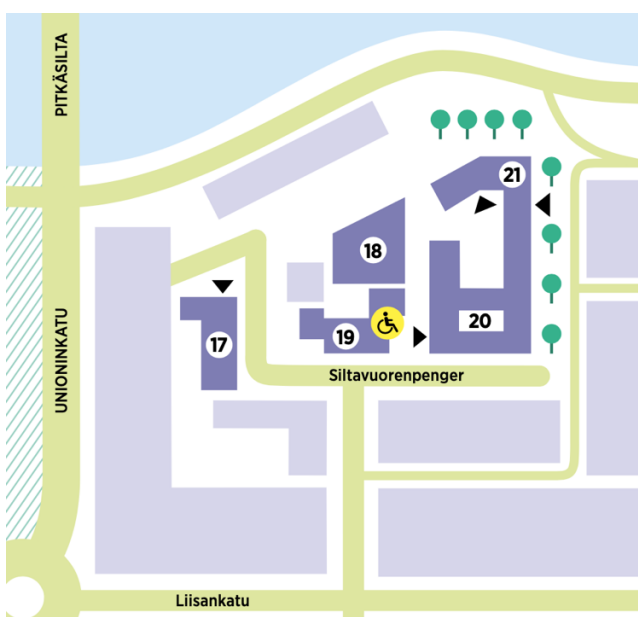 PITKÄSILTA
21
18
20
19
17
Siltavuorenpenger
UNIONINKATU
Liisankatu